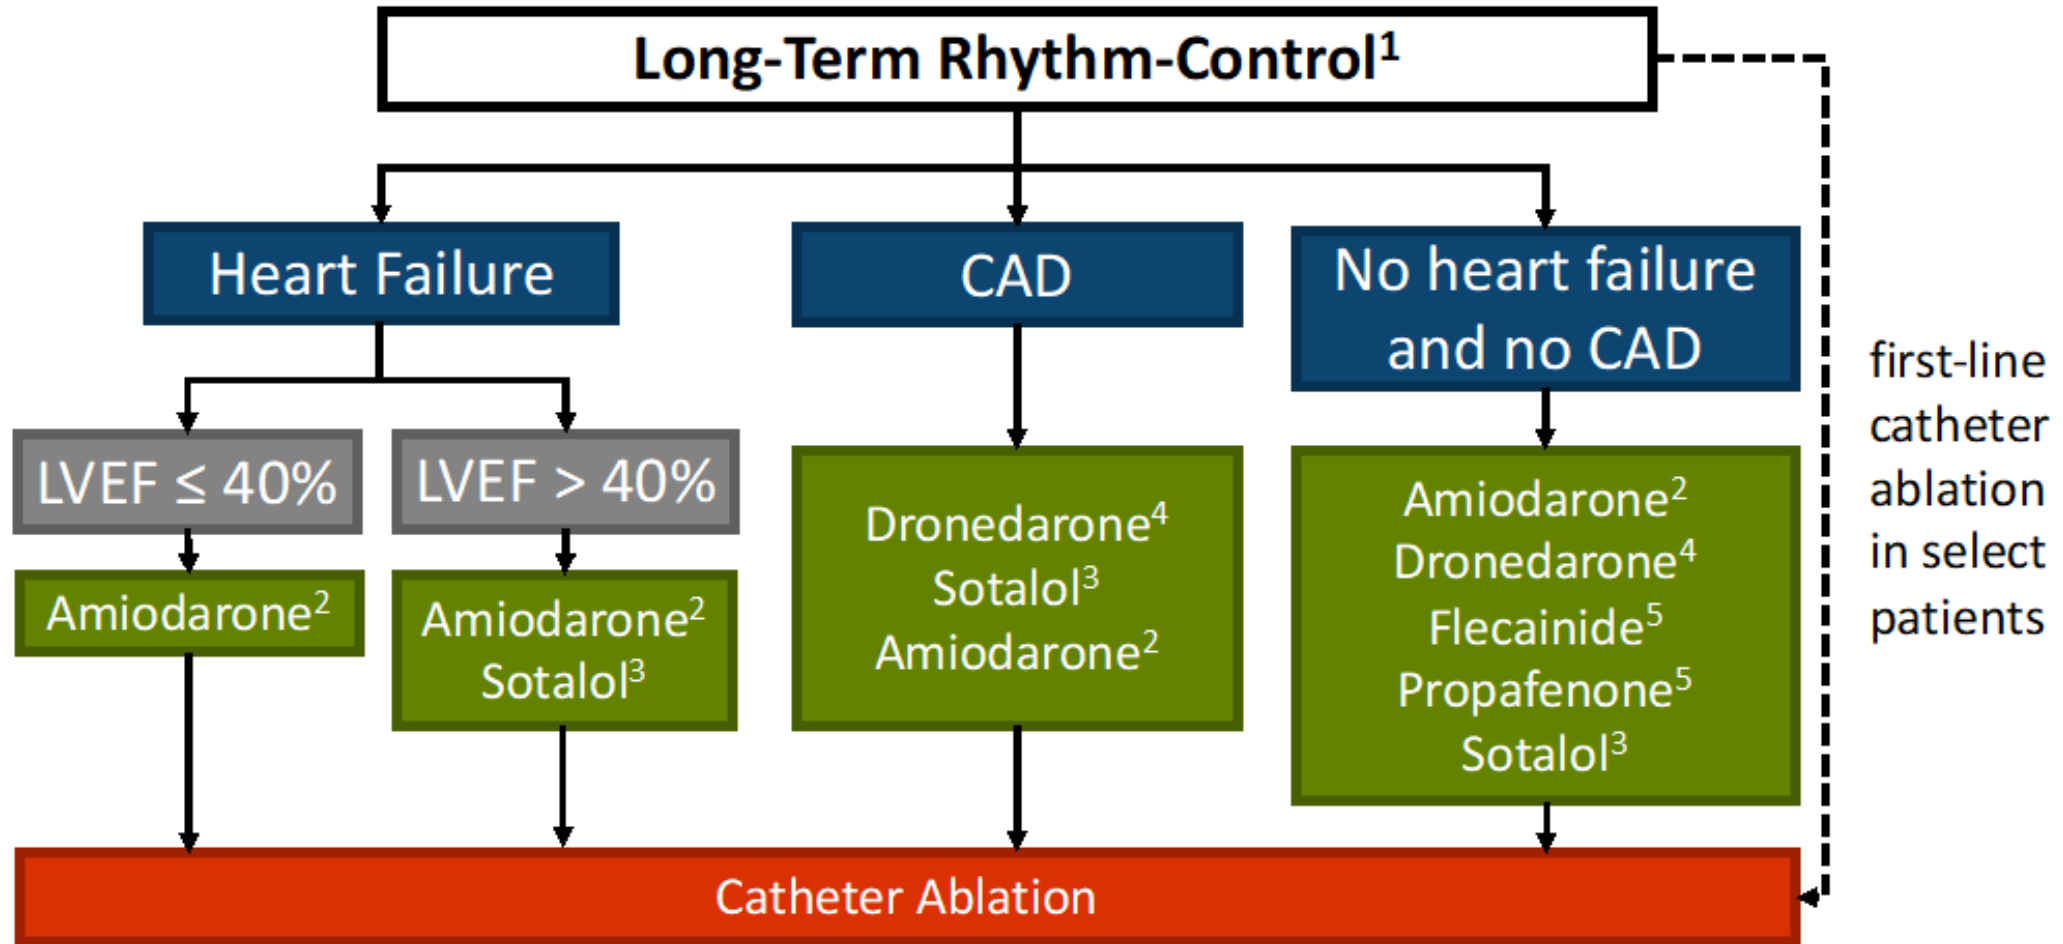 Long-Term Rhythm-Control¹
Heart Failure
CAD
No heart failure
and no CAD
LVEF ≤ 40%
LVEF > 40%
Amiodarone²
Amiodarone²
Sotalol³
Dronedarone⁴
Sotalol³
Amiodarone²
Amiodarone²
Dronedarone⁴
Flecainide⁵
Propafenone⁵
Sotalol³
first-line
catheter
ablation
in select
patients
Catheter Ablation